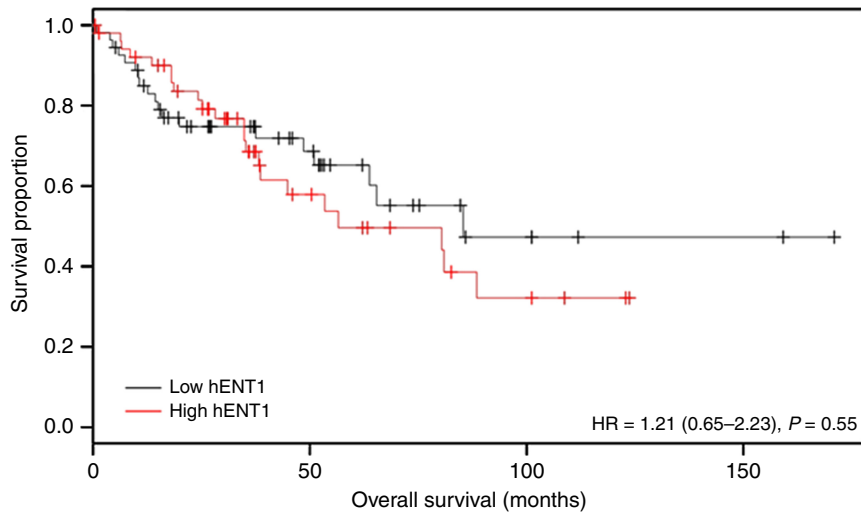 1.0
0.8
0.6
0.4
0.2
0.0
Survival proportion
Low hENT1
High hENT1
HR = 1.21 (0.65–2.23), P = 0.55
0 50 100 150
Overall survival (months)